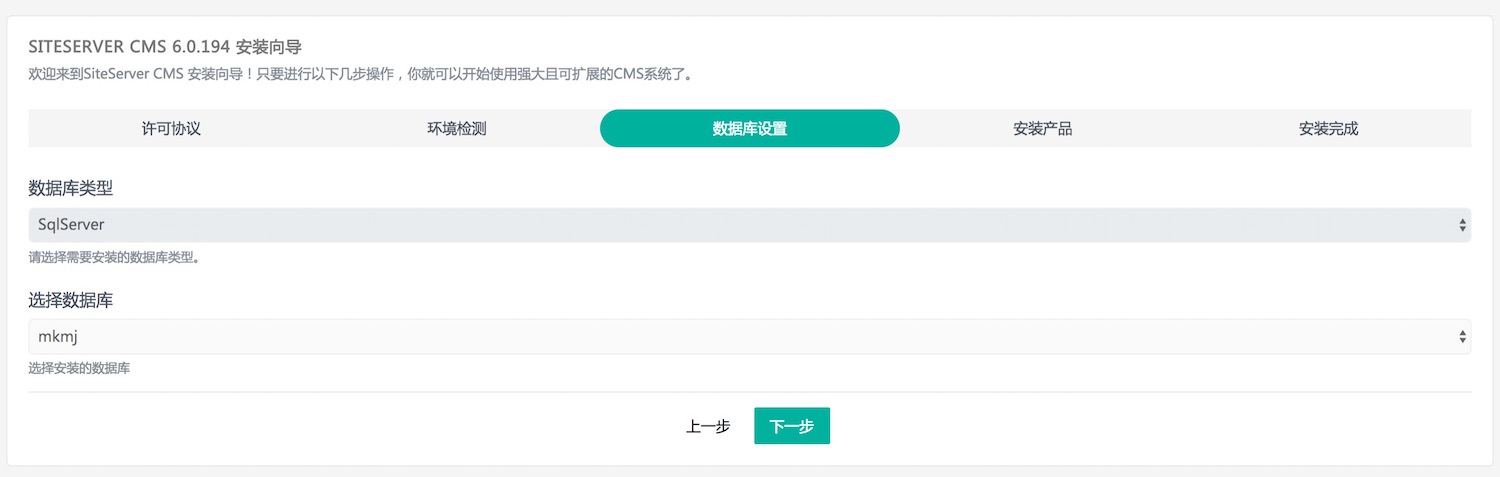 SITESERVER CMS 6.0.194 安装向导
欢迎来到SiteServer CMS 安装向导！只要进行以下几步操作，你就可以开始使用强大且可扩展的CMS系统了。
许可协议 环境检测 数据库设置 安装产品 安装完成
数据库类型
SqlServer
请选择需要安装的数据库类型。
选择数据库
mkmj
选择安装的数据库
上一步 下一步